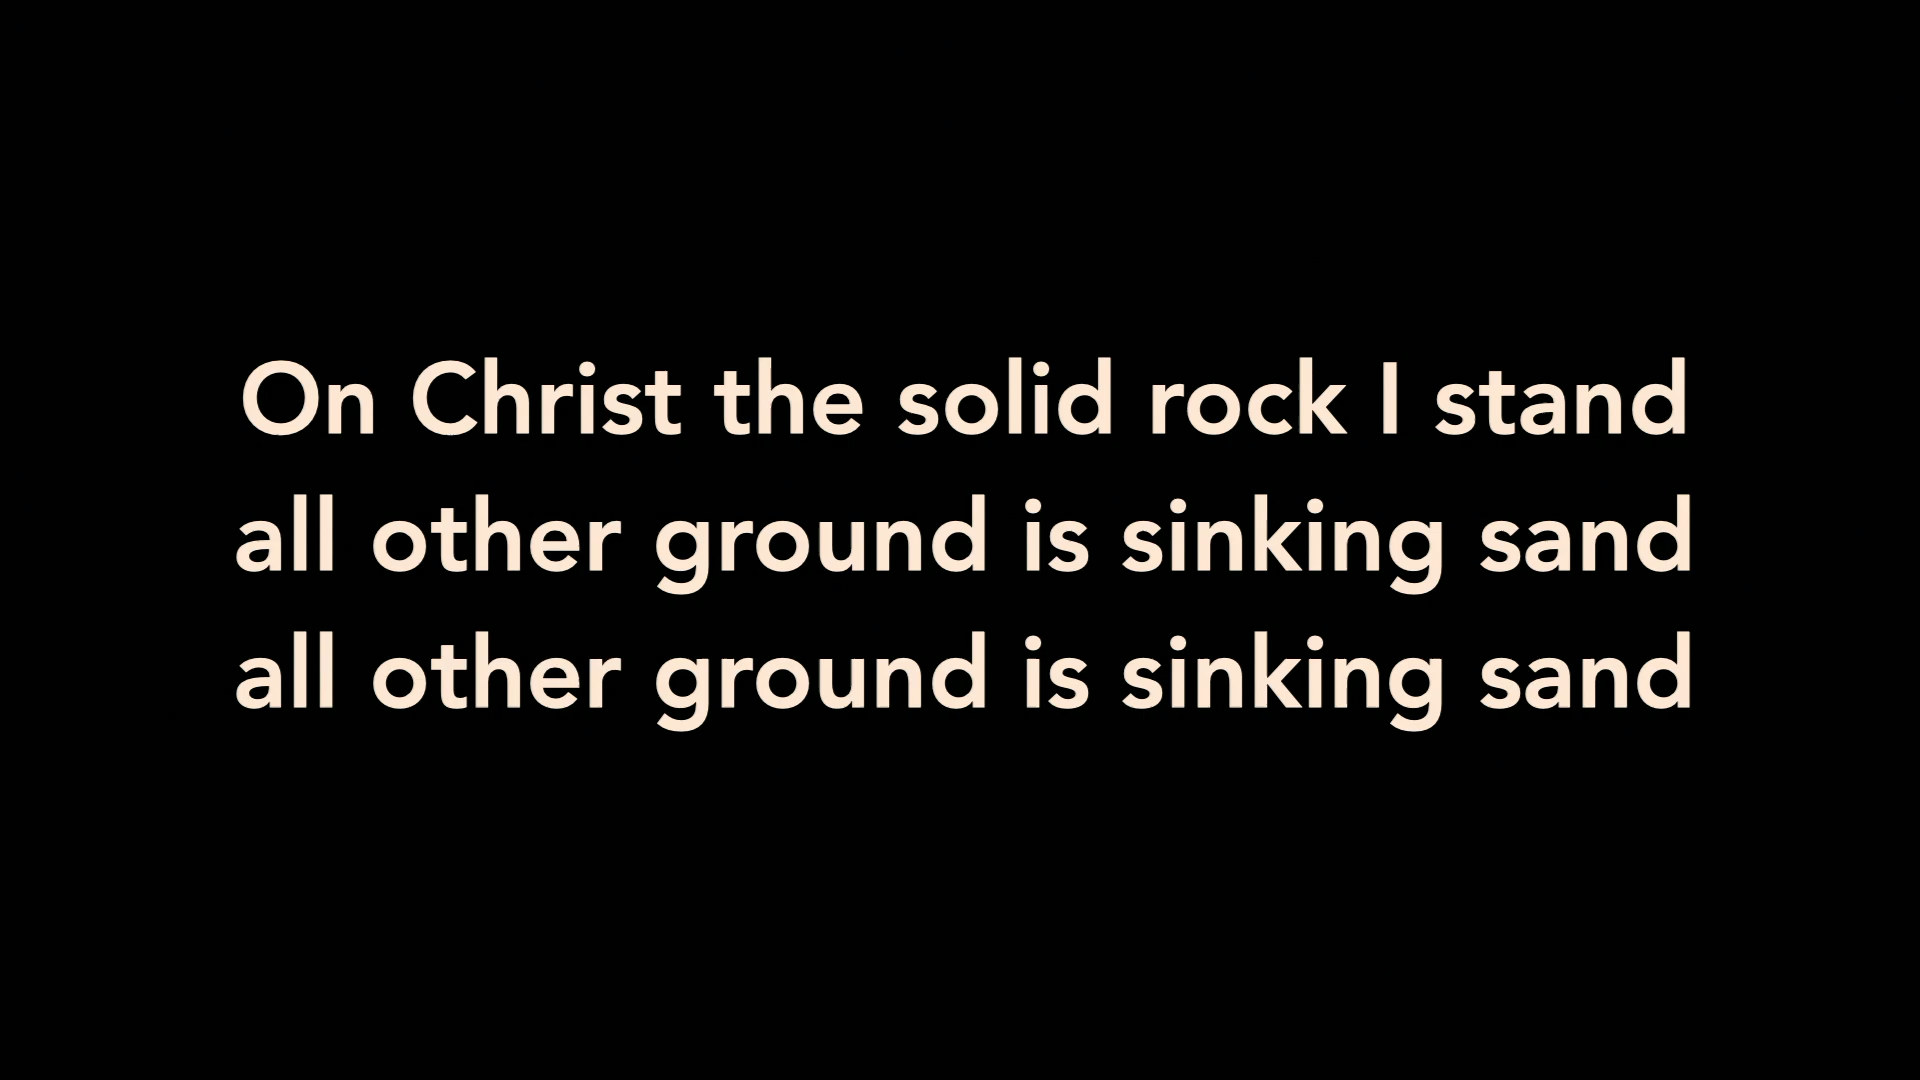 On Christ the solid rock I stand
all other ground is sinking sand
all other ground is sinking sand